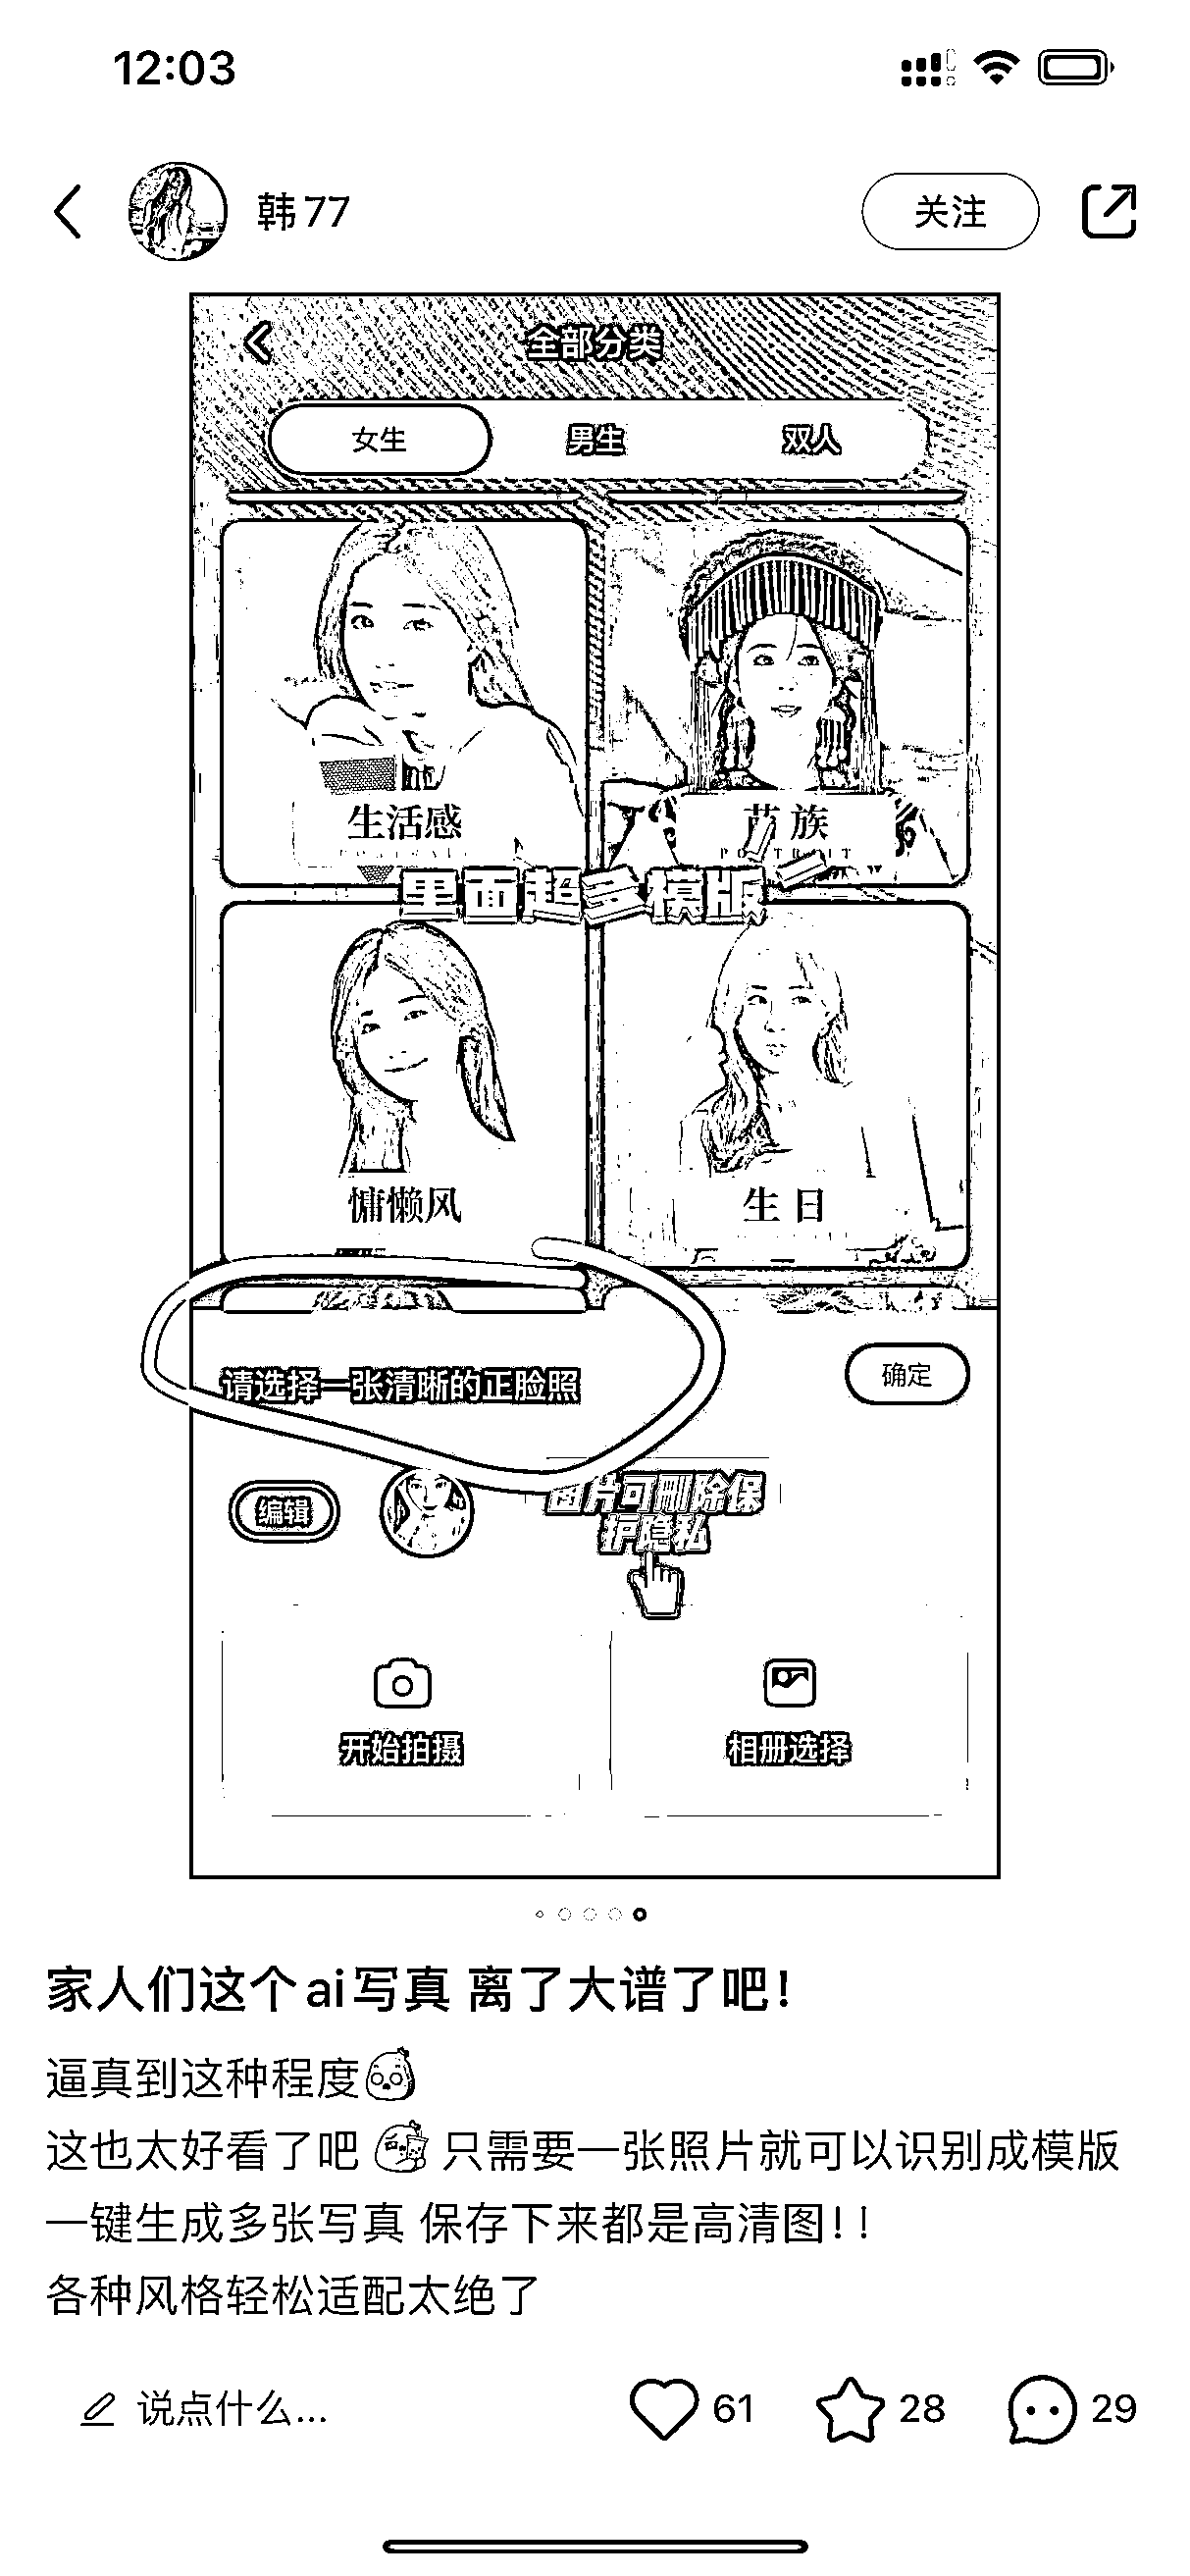 12:03
韩77
关注
全部分类
女生
男生
双人
生活感
苗族
PORTRAIT
里面超多模版
慵懒风
生日
请选择一张清晰的正脸照
确定
编辑
图片可删除保
护隐私
开始拍摄
相册选择
家人们这个ai写真 离了大谱了吧！
逼真到这种程度
这也太好看了吧 只需要一张照片就可以识别成模版
一键生成多张写真 保存下来都是高清图！！
各种风格轻松适配太绝了
说点什么...
61
28
29